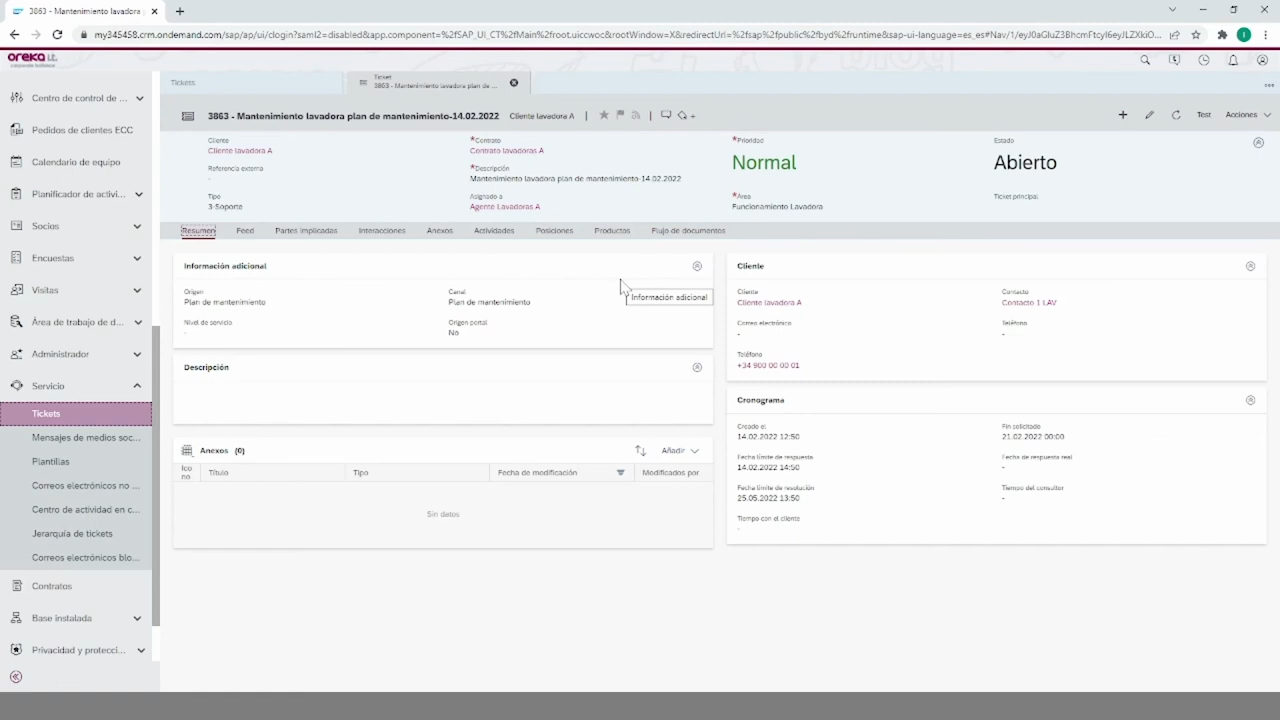 3863 - Mantenimiento lavadora
my345458.crm.ondemand.com/sap/ap/ui/clogin?saml2=disabled&app.component=%2fSAP_UI_CT%2fMain%2froot.uiccwoc&rootWindow=X&redirectUrl=%2fsap%2fpublic%2fbyd%2fruntime&sap-ui-language=es_es#Nav/1/
oreka i.t.
Tickets
Ticket
3863 - Mantenimiento lavadora plan de ...
Centro de control de ...
Pedidos de clientes ECC
Calendario de equipo
Planificador de activi...
Socios
Encuestas
Visitas
Área de trabajo de d...
Administrador
Servicio
Tickets
Mensajes de medios soc...
Plantillas
Correos electrónicos no ...
Centro de actividad en c...
Jerarquía de tickets
Correos electrónicos blo...
Contratos
Base instalada
Privacidad y protecci...
3863 - Mantenimiento lavadora plan de mantenimiento-14.02.2022
Cliente lavadora A
Test
Acciones
Cliente
Cliente lavadora A
Referencia externa
-
Tipo
3-Soporte
*Contrato
Contrato lavadoras A
*Descripción
Mantenimiento lavadora plan de mantenimiento-14.02.2022
Asignado a
Agente Lavadoras A
*Prioridad
Normal
*Área
Funcionamiento Lavadora
Estado
Abierto
Ticket principal
Resumen Feed Partes implicadas Interacciones Anexos Actividades Posiciones Productos Flujo de documentos
Información adicional
Origen
Plan de mantenimiento
Canal
Plan de mantenimiento
Nivel de servicio
-
Origen portal
No
Información adicional
Descripción
Anexos (0)
Añadir
Ico
no
Título
Tipo
Fecha de modificación
Modificados por
Sin datos
Cliente
Cliente
Cliente lavadora A
Contacto
Contacto 1 LAV
Correo electrónico
-
Teléfono
-
Teléfono
+34 900 00 00 01
Cronograma
Creado el
14.02.2022 12:50
Fin solicitado
21.02.2022 00:00
Fecha límite de respuesta
14.02.2022 14:50
Fecha de respuesta real
-
Fecha límite de resolución
25.05.2022 13:50
Tiempo del consultor
-
Tiempo con el cliente
-